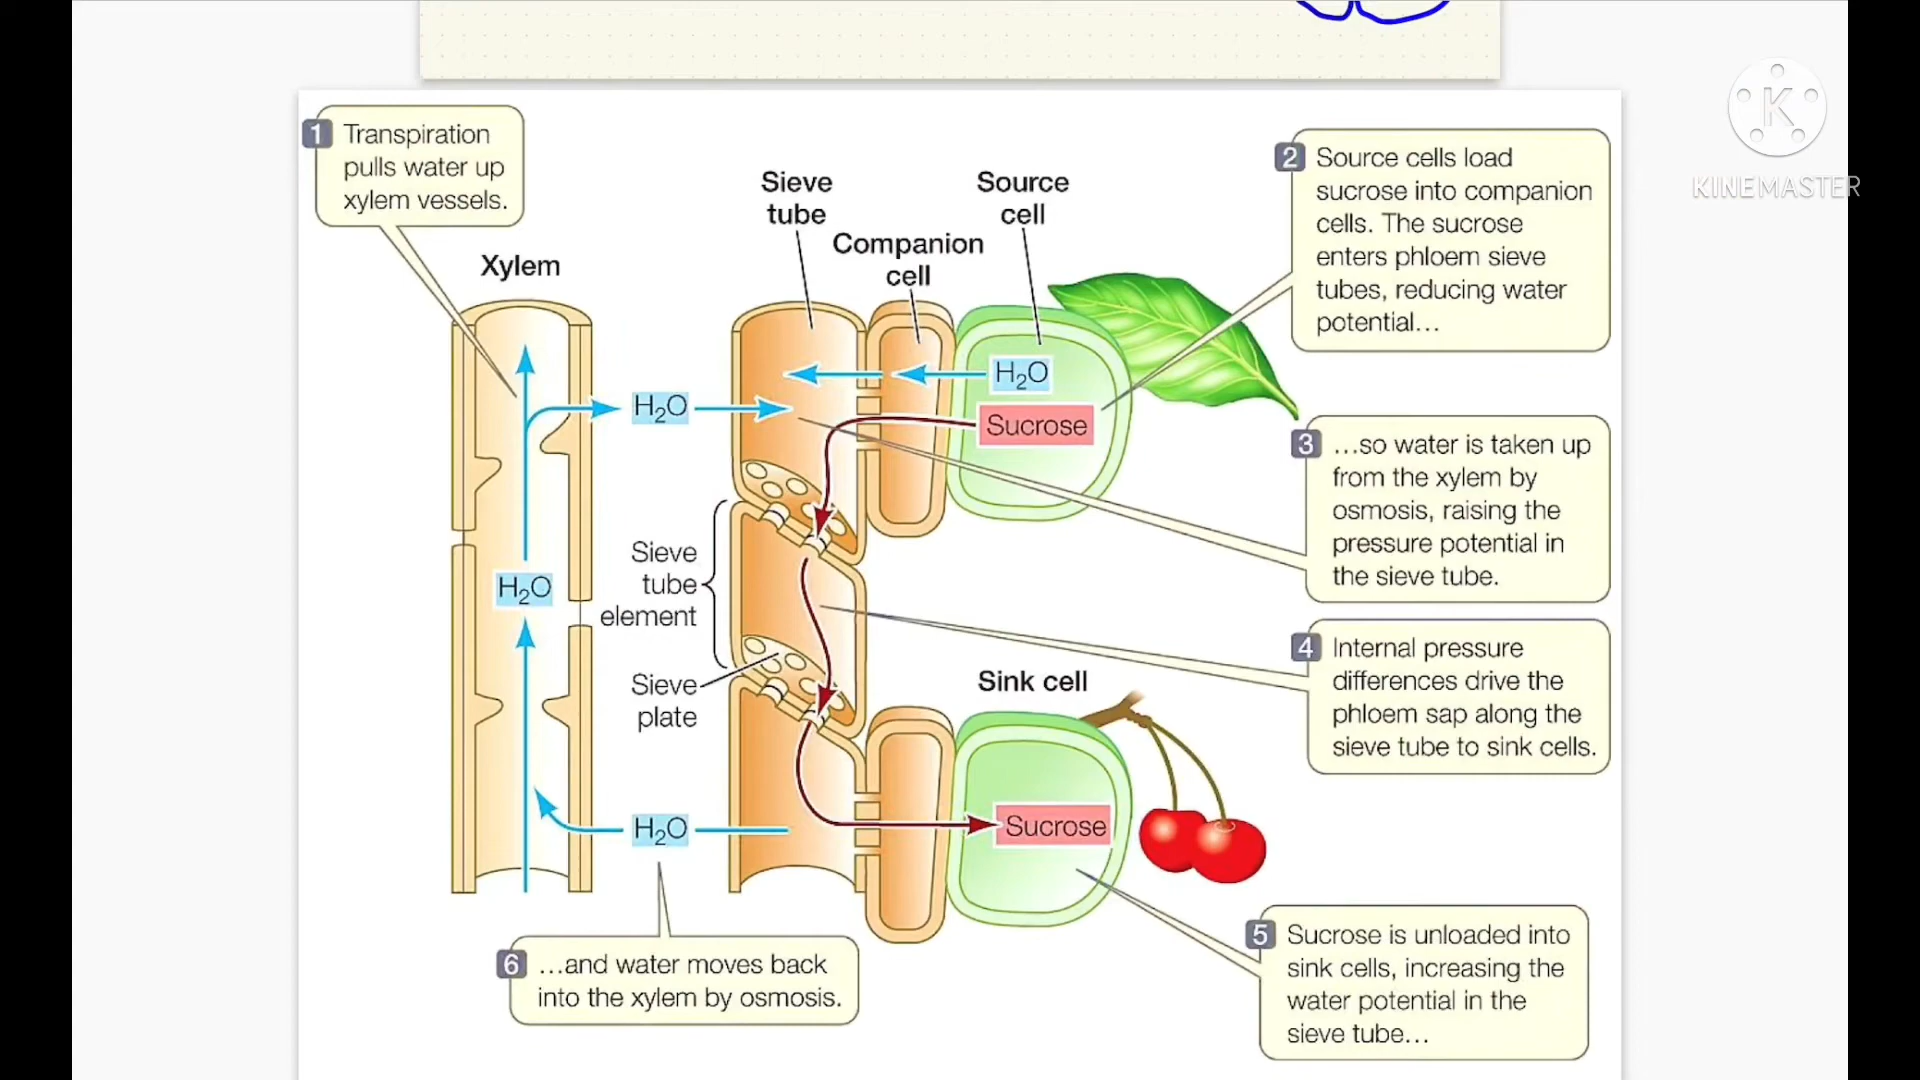 1 Transpiration
pulls water up
xylem vessels.
Xylem
Sieve
tube
Companion
cell
Source
cell
2 Source cells load
sucrose into companion
cells. The sucrose
enters phloem sieve
tubes, reducing water
potential...
K
KINEMASTER
H₂O
H₂O
Sucrose
3 ...so water is taken up
from the xylem by
osmosis, raising the
pressure potential in
the sieve tube.
H₂O
Sieve
tube
element
Sieve
plate
4 Internal pressure
differences drive the
phloem sap along the
sieve tube to sink cells.
Sink cell
H₂O
Sucrose
5 Sucrose is unloaded into
sink cells, increasing the
water potential in the
sieve tube...
6 ...and water moves back
into the xylem by osmosis.